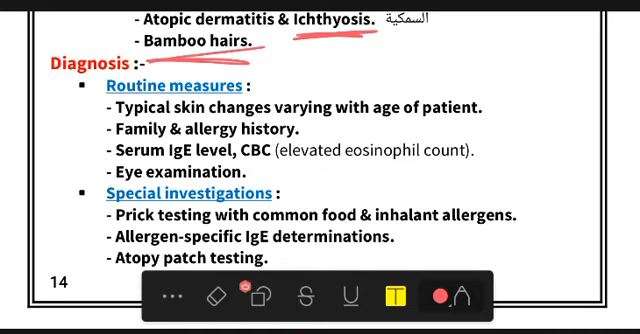 - Atopic dermatitis & Ichthyosis. السمكية
- Bamboo hairs.
Diagnosis :-
▪ Routine measures :
- Typical skin changes varying with age of patient.
- Family & allergy history.
- Serum IgE level, CBC (elevated eosinophil count).
- Eye examination.
▪ Special investigations :
- Prick testing with common food & inhalant allergens.
- Allergen-specific IgE determinations.
- Atopy patch testing.
14